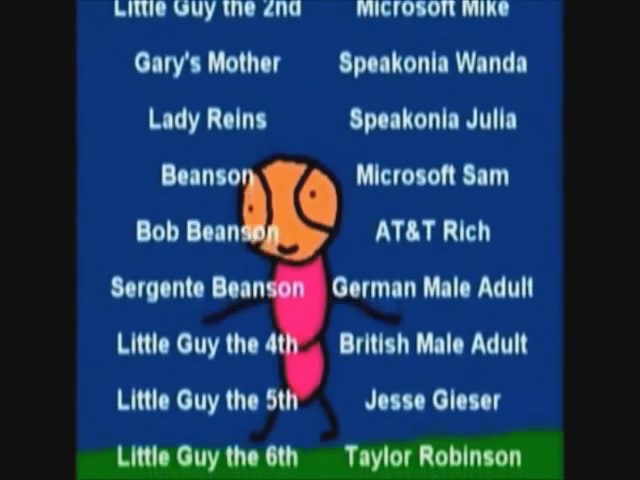 Little Guy the 2nd Microsoft Mike
Gary's Mother Speakonia Wanda
Lady Reins Speakonia Julia
Beanson Microsoft Sam
Bob Beanson AT&T Rich
Sergente Beanson German Male Adult
Little Guy the 4th British Male Adult
Little Guy the 5th Jesse Gieser
Little Guy the 6th Taylor Robinson